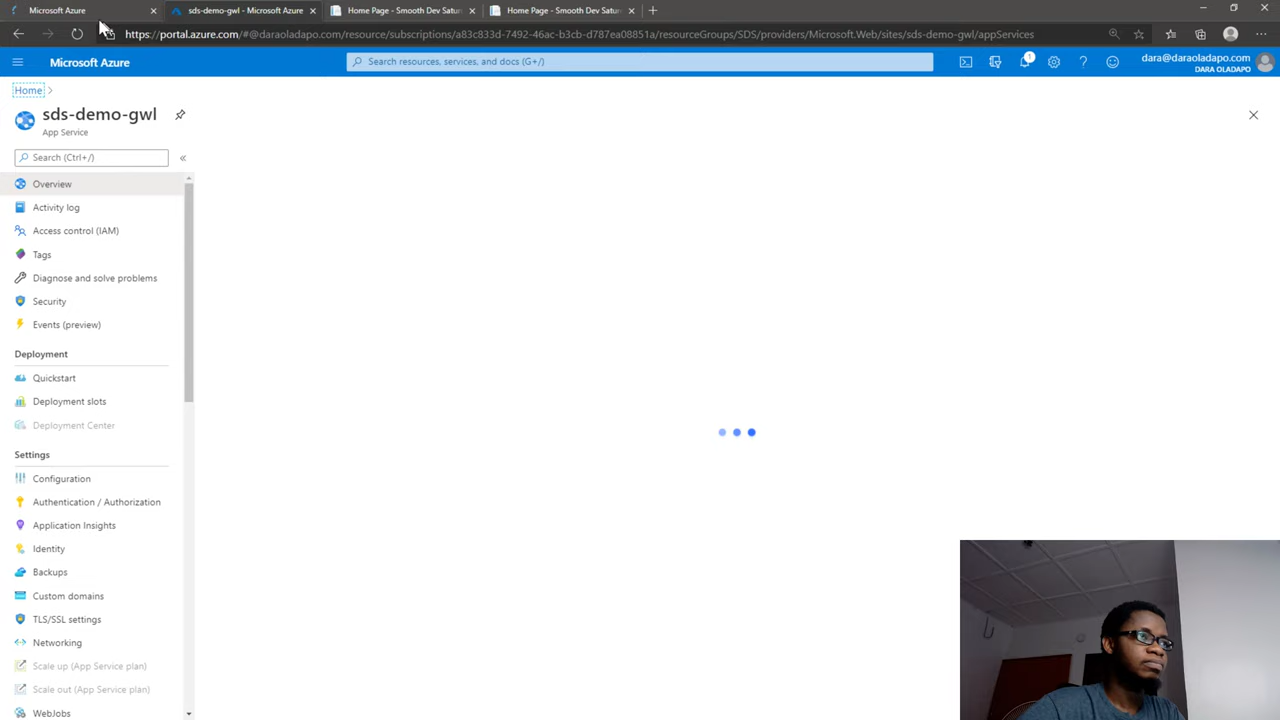 Microsoft Azure
sds-demo-gwl - Microsoft Azure
Home Page - Smooth Dev Satur
Home Page - Smooth Dev Satur
https://portal.azure.com/#@daraoladapo.com/resource/subscriptions/a83c833d-7492-46ac-b3cb-d787ea08851a/resourceGroups/SDS/providers/Microsoft.Web/sites/sds-demo-gwl/appServices
Microsoft Azure
Search resources, services, and docs (G+/)
1
dara@daraoladapo.com
DARA OLADAPO
Home
sds-demo-gwl
App Service
Search (Ctrl+/)
Overview
Activity log
Access control (IAM)
Tags
Diagnose and solve problems
Security
Events (preview)
Deployment
Quickstart
Deployment slots
Deployment Center
Settings
Configuration
Authentication / Authorization
Application Insights
Identity
Backups
Custom domains
TLS/SSL settings
Networking
Scale up (App Service plan)
Scale out (App Service plan)
WebJobs